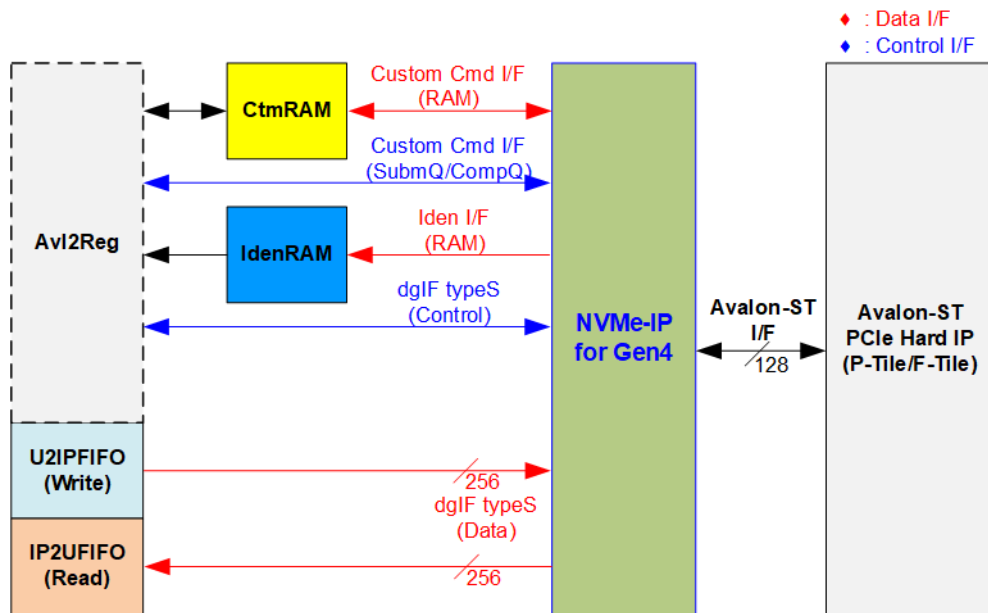 ♦ : Data I/F
♦ : Control I/F
Custom Cmd I/F
(RAM)
CtmRAM
Custom Cmd I/F
(SubmQ/CompQ)
Avl2Reg
Iden I/F
(RAM)
IdenRAM
dgIF typeS
(Control)
NVMe-IP
for Gen4
Avalon-ST
I/F
128
Avalon-ST
PCIe Hard IP
(P-Tile/F-Tile)
U2IPFIFO
(Write)
256
dgIF typeS
(Data)
IP2UFIFO
(Read)
256